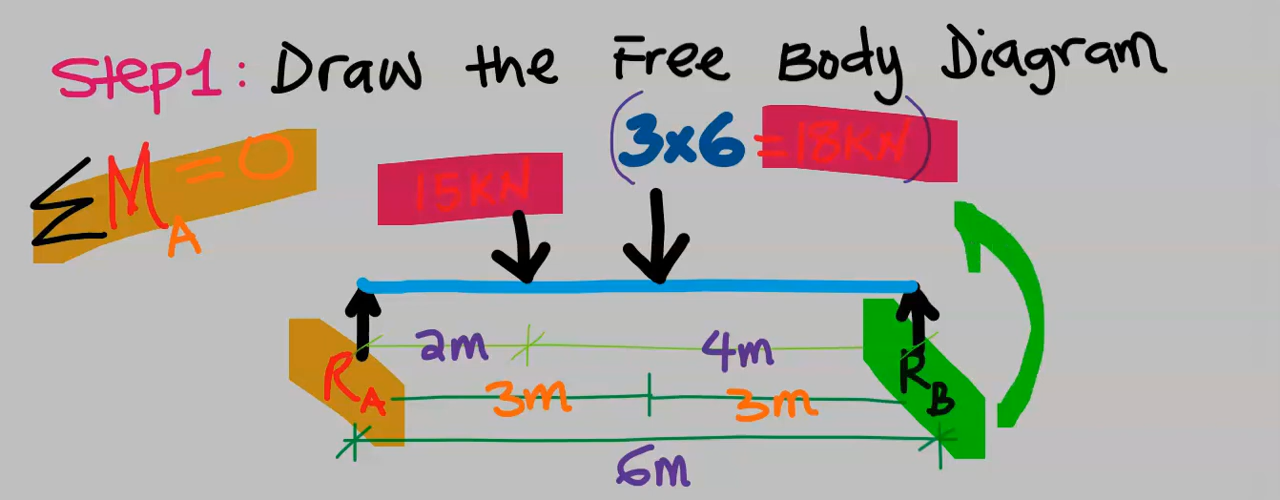 Step1: Draw the Free Body Diagram
(3x6 = 18KN)
ΣM_A = 0
15KN
2m 4m
R_A R_B
3m 3m
6m